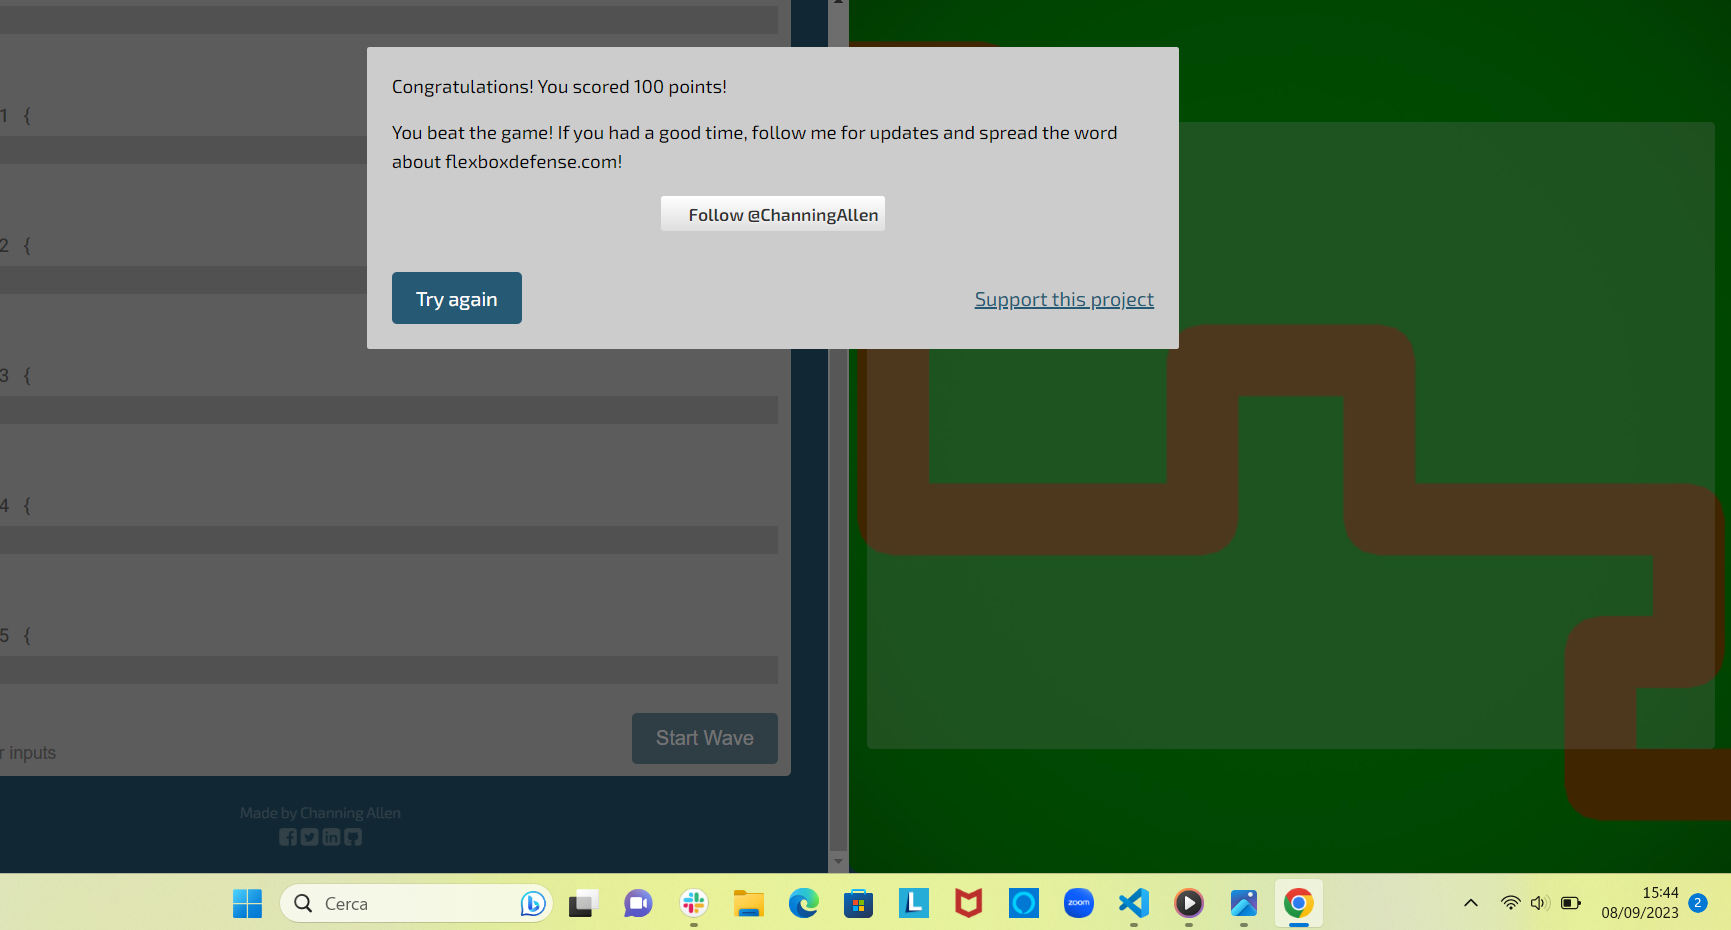 Congratulations! You scored 100 points!
You beat the game! If you had a good time, follow me for updates and spread the word
about flexboxdefense.com!
Follow @ChanningAllen
Try again
Support this project
1 {
2 {
3 {
4 {
5 {
Start Wave
r inputs
Made by Channing Allen
Cerca
L
zoom
15:44
08/09/2023
2